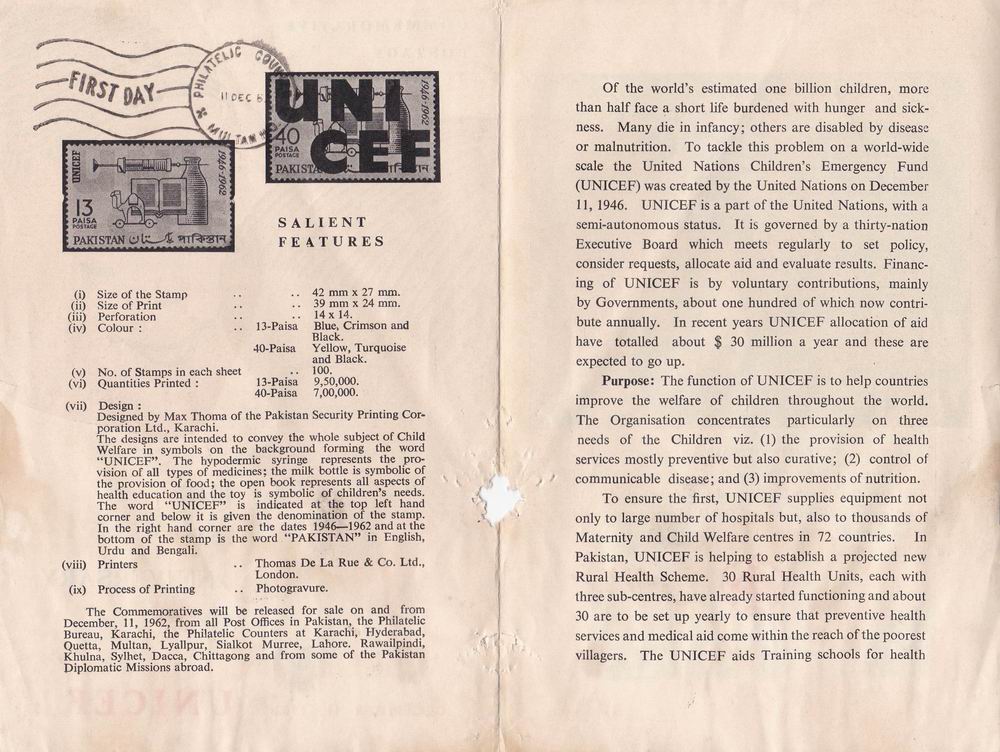 FIRST DAY
PHILATELIC COUN
11 DEC 6
MULTAN
UNICEF
1946-1962
13
PAISA
POSTAGE
PAKISTAN پاکستان পাকিস্তান
UNI
CEF
1946-1962
40
PAISA
POSTAGE
SALIENT
FEATURES
(i) Size of the Stamp .. .. 42 mm x 27 mm.
(ii) Size of Print .. 39 mm x 24 mm.
(iii) Perforation .. .. 14 x 14.
(iv) Colour : .. 13-Paisa Blue, Crimson and
Black.
40-Paisa Yellow, Turquoise
and Black.
(v) No. of Stamps in each sheet .. 100.
(vi) Quantities Printed : 13-Paisa 9,50,000.
40-Paisa 7,00,000.
(vii) Design :
Designed by Max Thoma of the Pakistan Security Printing Cor-
poration Ltd., Karachi.
The designs are intended to convey the whole subject of Child
Welfare in symbols on the background forming the word
“UNICEF”. The hypodermic syringe represents the pro-
vision of all types of medicines; the milk bottle is symbolic of
the provision of food; the open book represents all aspects of
health education and the toy is symbolic of children's needs.
The word “UNICEF” is indicated at the top left hand
corner and below it is given the denomination of the stamp.
In the right hand corner are the dates 1946—1962 and at the
bottom of the stamp is the word “PAKISTAN” in English,
Urdu and Bengali.
(viii) Printers .. Thomas De La Rue & Co. Ltd.,
London.
(ix) Process of Printing .. Photogravure.
The Commemoratives will be released for sale on and from
December, 11, 1962, from all Post Offices in Pakistan, the Philatelic
Bureau, Karachi, the Philatelic Counters at Karachi, Hyderabad,
Quetta, Multan, Lyallpur, Sialkot Murree, Lahore. Rawailpindi,
Khulna, Sylhet, Dacca, Chittagong and from some of the Pakistan
Diplomatic Missions abroad.
Of the world's estimated one billion children, more
than half face a short life burdened with hunger and sick-
ness. Many die in infancy; others are disabled by disease
or malnutrition. To tackle this problem on a world-wide
scale the United Nations Children's Emergency Fund
(UNICEF) was created by the United Nations on December
11, 1946. UNICEF is a part of the United Nations, with a
semi-autonomous status. It is governed by a thirty-nation
Executive Board which meets regularly to set policy,
consider requests, allocate aid and evaluate results. Financ-
ing of UNICEF is by voluntary contributions, mainly
by Governments, about one hundred of which now contri-
bute annually. In recent years UNICEF allocation of aid
have totalled about $ 30 million a year and these are
expected to go up.
Purpose: The function of UNICEF is to help countries
improve the welfare of children throughout the world.
The Organisation concentrates particularly on three
needs of the Children viz. (1) the provision of health
services mostly preventive but also curative; (2) control of
communicable disease; and (3) improvements of nutrition.
To ensure the first, UNICEF supplies equipment not
only to large number of hospitals but, also to thousands of
Maternity and Child Welfare centres in 72 countries. In
Pakistan, UNICEF is helping to establish a projected new
Rural Health Scheme. 30 Rural Health Units, each with
three sub-centres, have already started functioning and about
30 are to be set up yearly to ensure that preventive health
services and medical aid come within the reach of the poorest
villagers. The UNICEF aids Training schools for health